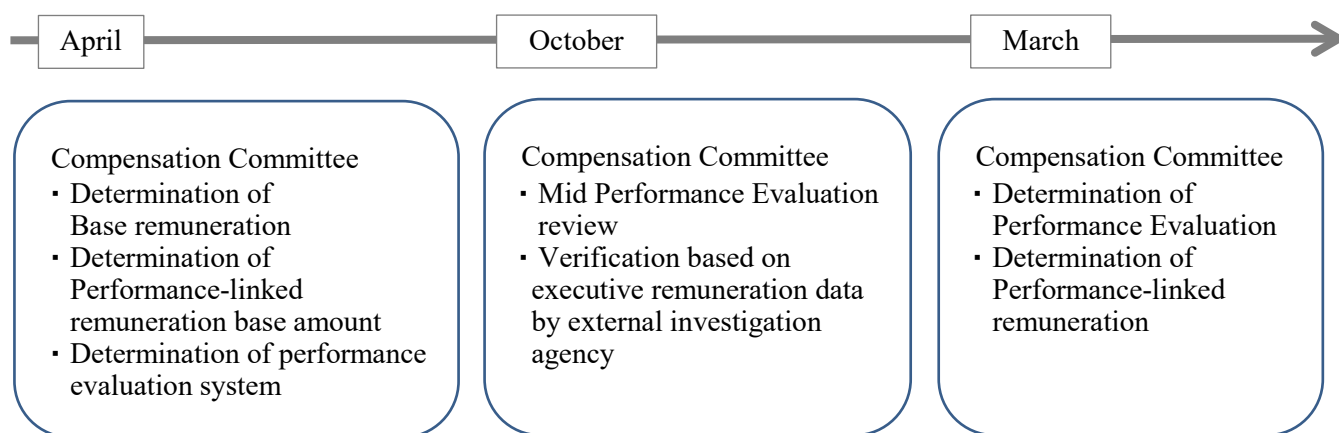 April
October
March
Compensation Committee
・Determination of
Base remuneration
・Determination of
Performance-linked
remuneration base amount
・Determination of performance
evaluation system
Compensation Committee
・Mid Performance Evaluation
review
・Verification based on
executive remuneration data
by external investigation
agency
Compensation Committee
・Determination of
Performance Evaluation
・Determination of
Performance-linked
remuneration